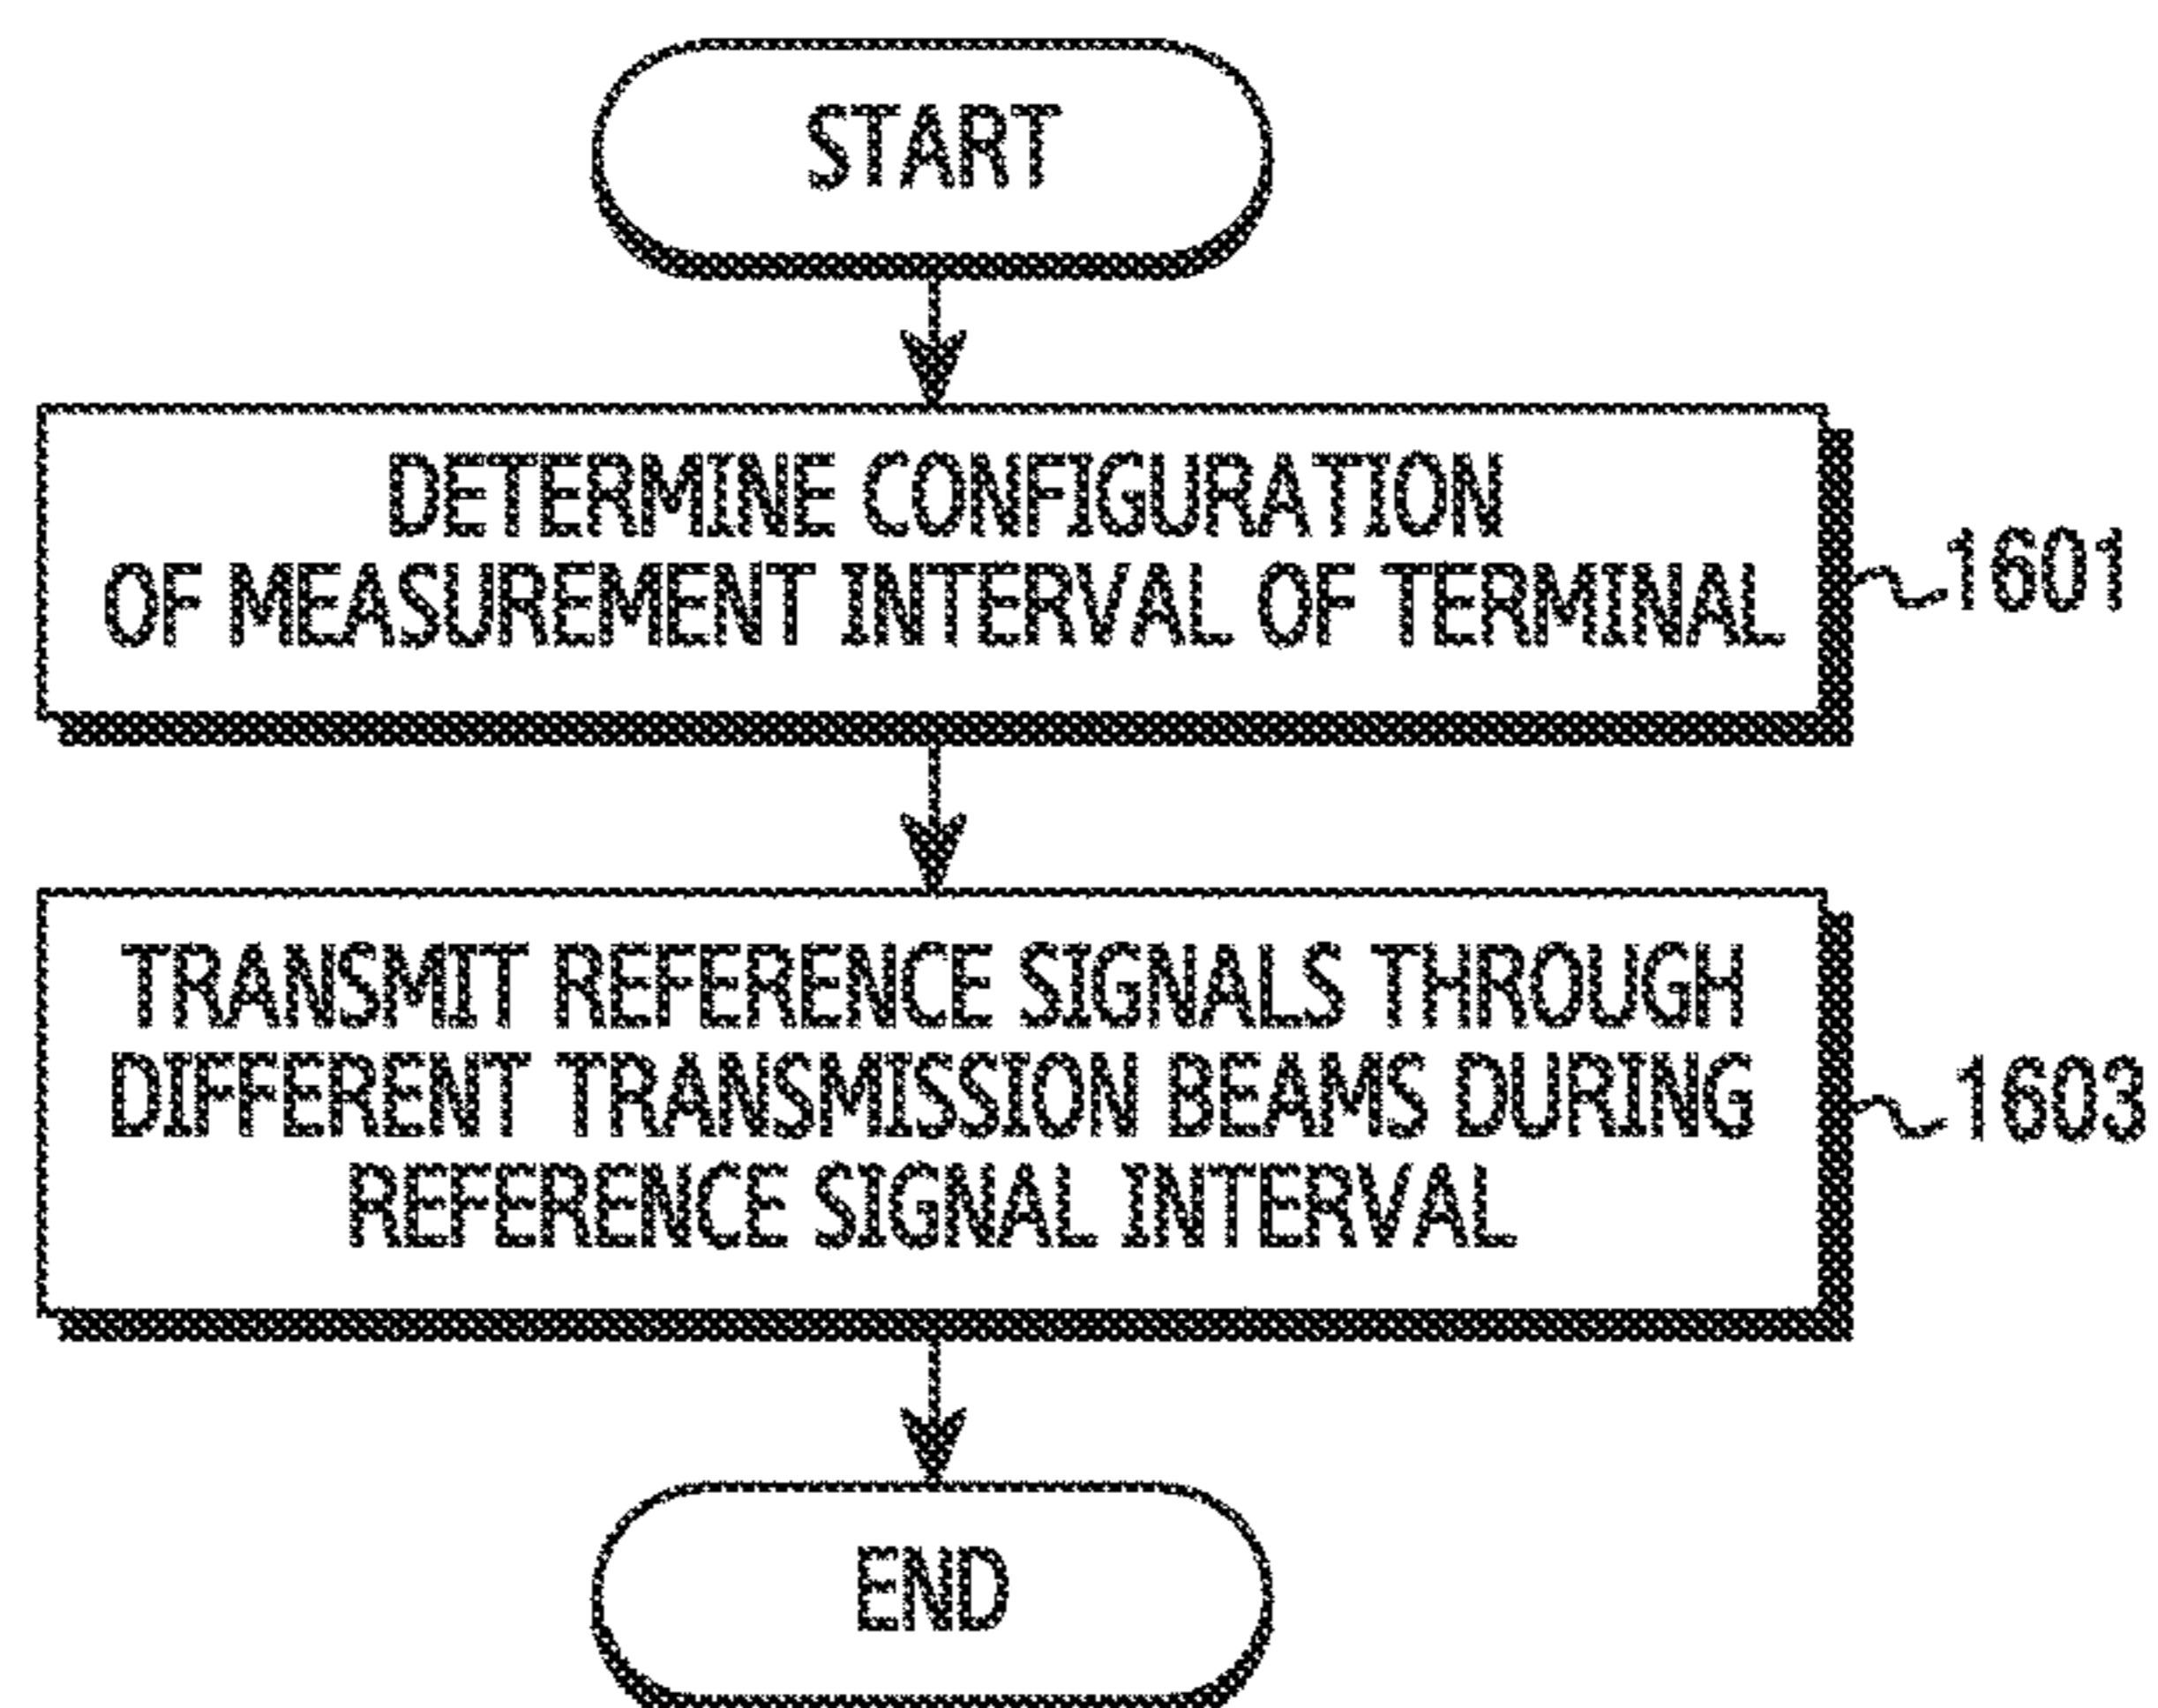 START
DETERMINE CONFIGURATION
OF MEASUREMENT INTERVAL OF TERMINAL
1601
TRANSMIT REFERENCE SIGNALS THROUGH
DIFFERENT TRANSMISSION BEAMS DURING
REFERENCE SIGNAL INTERVAL
1603
END